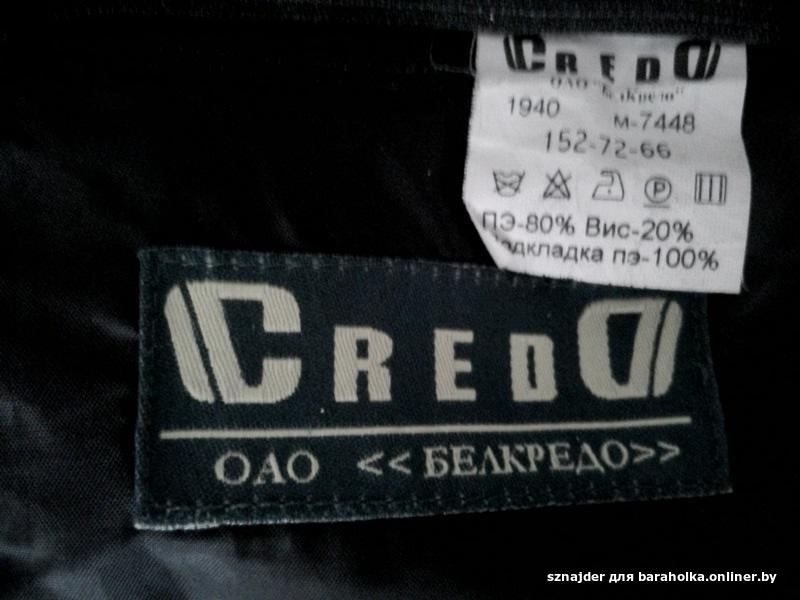 CREDO
ОАО "Белкредо"
1940 м-7448
152-72-66
P
ПЭ-80% Вис-20%
Подкладка пэ-100%
CREDO
ОАО <<БЕЛКРЕДО>>
sznajder для baraholka.onliner.by